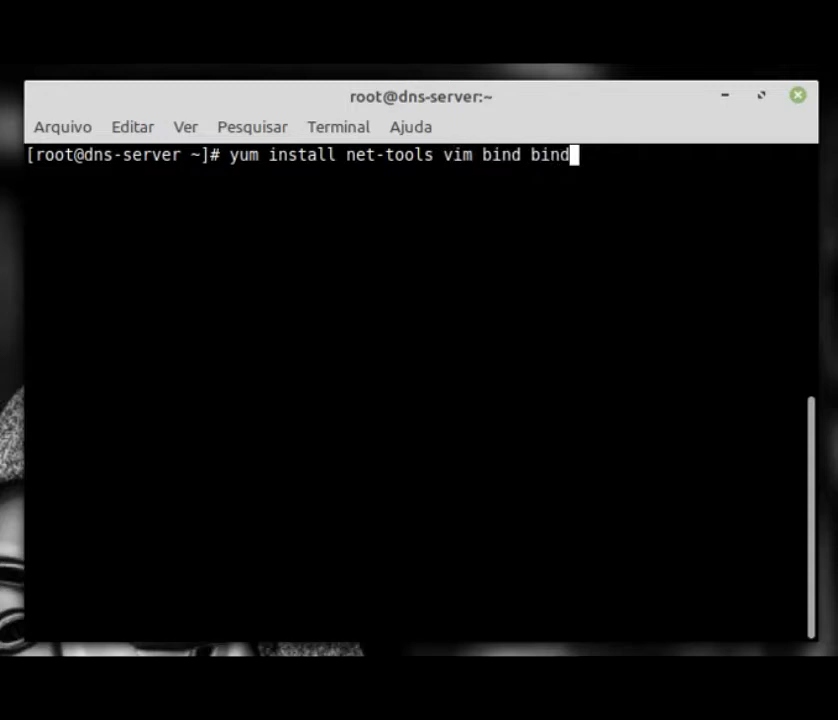 root@dns-server:~
Arquivo Editar Ver Pesquisar Terminal Ajuda
[root@dns-server ~]# yum install net-tools vim bind bind